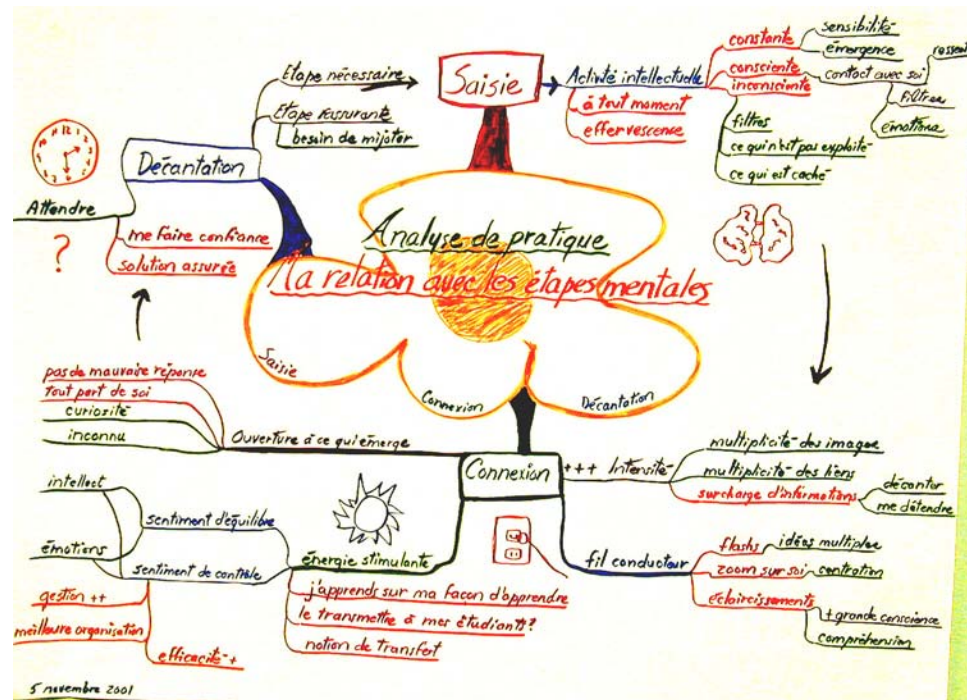 Analyse de pratique
Ma relation avec les étapes mentales
Saisie
Connexion
Décantation
Saisie
Activité intellectuelle
à tout moment
effervescence
constante
sensibilité
émergence
consciente
inconsciente
contact avec soi
ressent
filtree
émotions
filtres
ce qui n'est pas exploité
ce qui est caché
Connexion
+++ Intensité
multiplicité des images
multiplicité des liens
surcharge d'informations
décanter
me détendre
fil conducteur
flashs
idées multiples
zoom sur soi
contration
éclaircissements
+ grande conscience
compréhension
Ouverture à ce qui émerge
pas de mauvaise réponse
tout part de soi
curiosité
inconnu
énergie stimulante
sentiment d'équilibre
sentiment de contrôle
intellect
émotions
gestion ++
meilleure organisation
efficacité +
j'apprends sur ma façon d'apprendre
le transmettre à mes étudiants?
notion de transfert
Décantation
Etape nécessaire
Etape rassurante
besoin de mijoter
Attendre
?
me faire confiance
solution assurée
5 novembre 2001